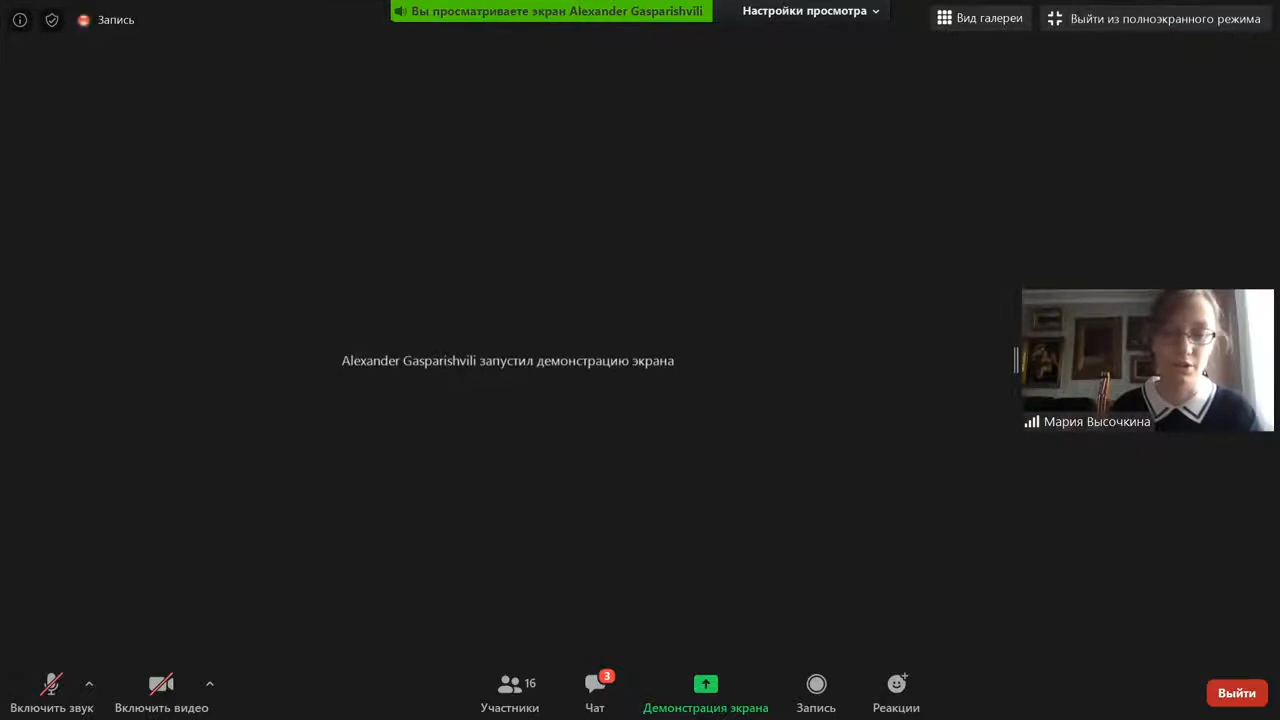 Запись
Вы просматриваете экран Alexander Gasparishvili
Настройки просмотра
Вид галереи
Выйти из полноэкранного режима
Alexander Gasparishvili запустил демонстрацию экрана
Мария Высочкина
Включить звук
Включить видео
16
Участники
3
Чат
Демонстрация экрана
Запись
Реакции
Выйти